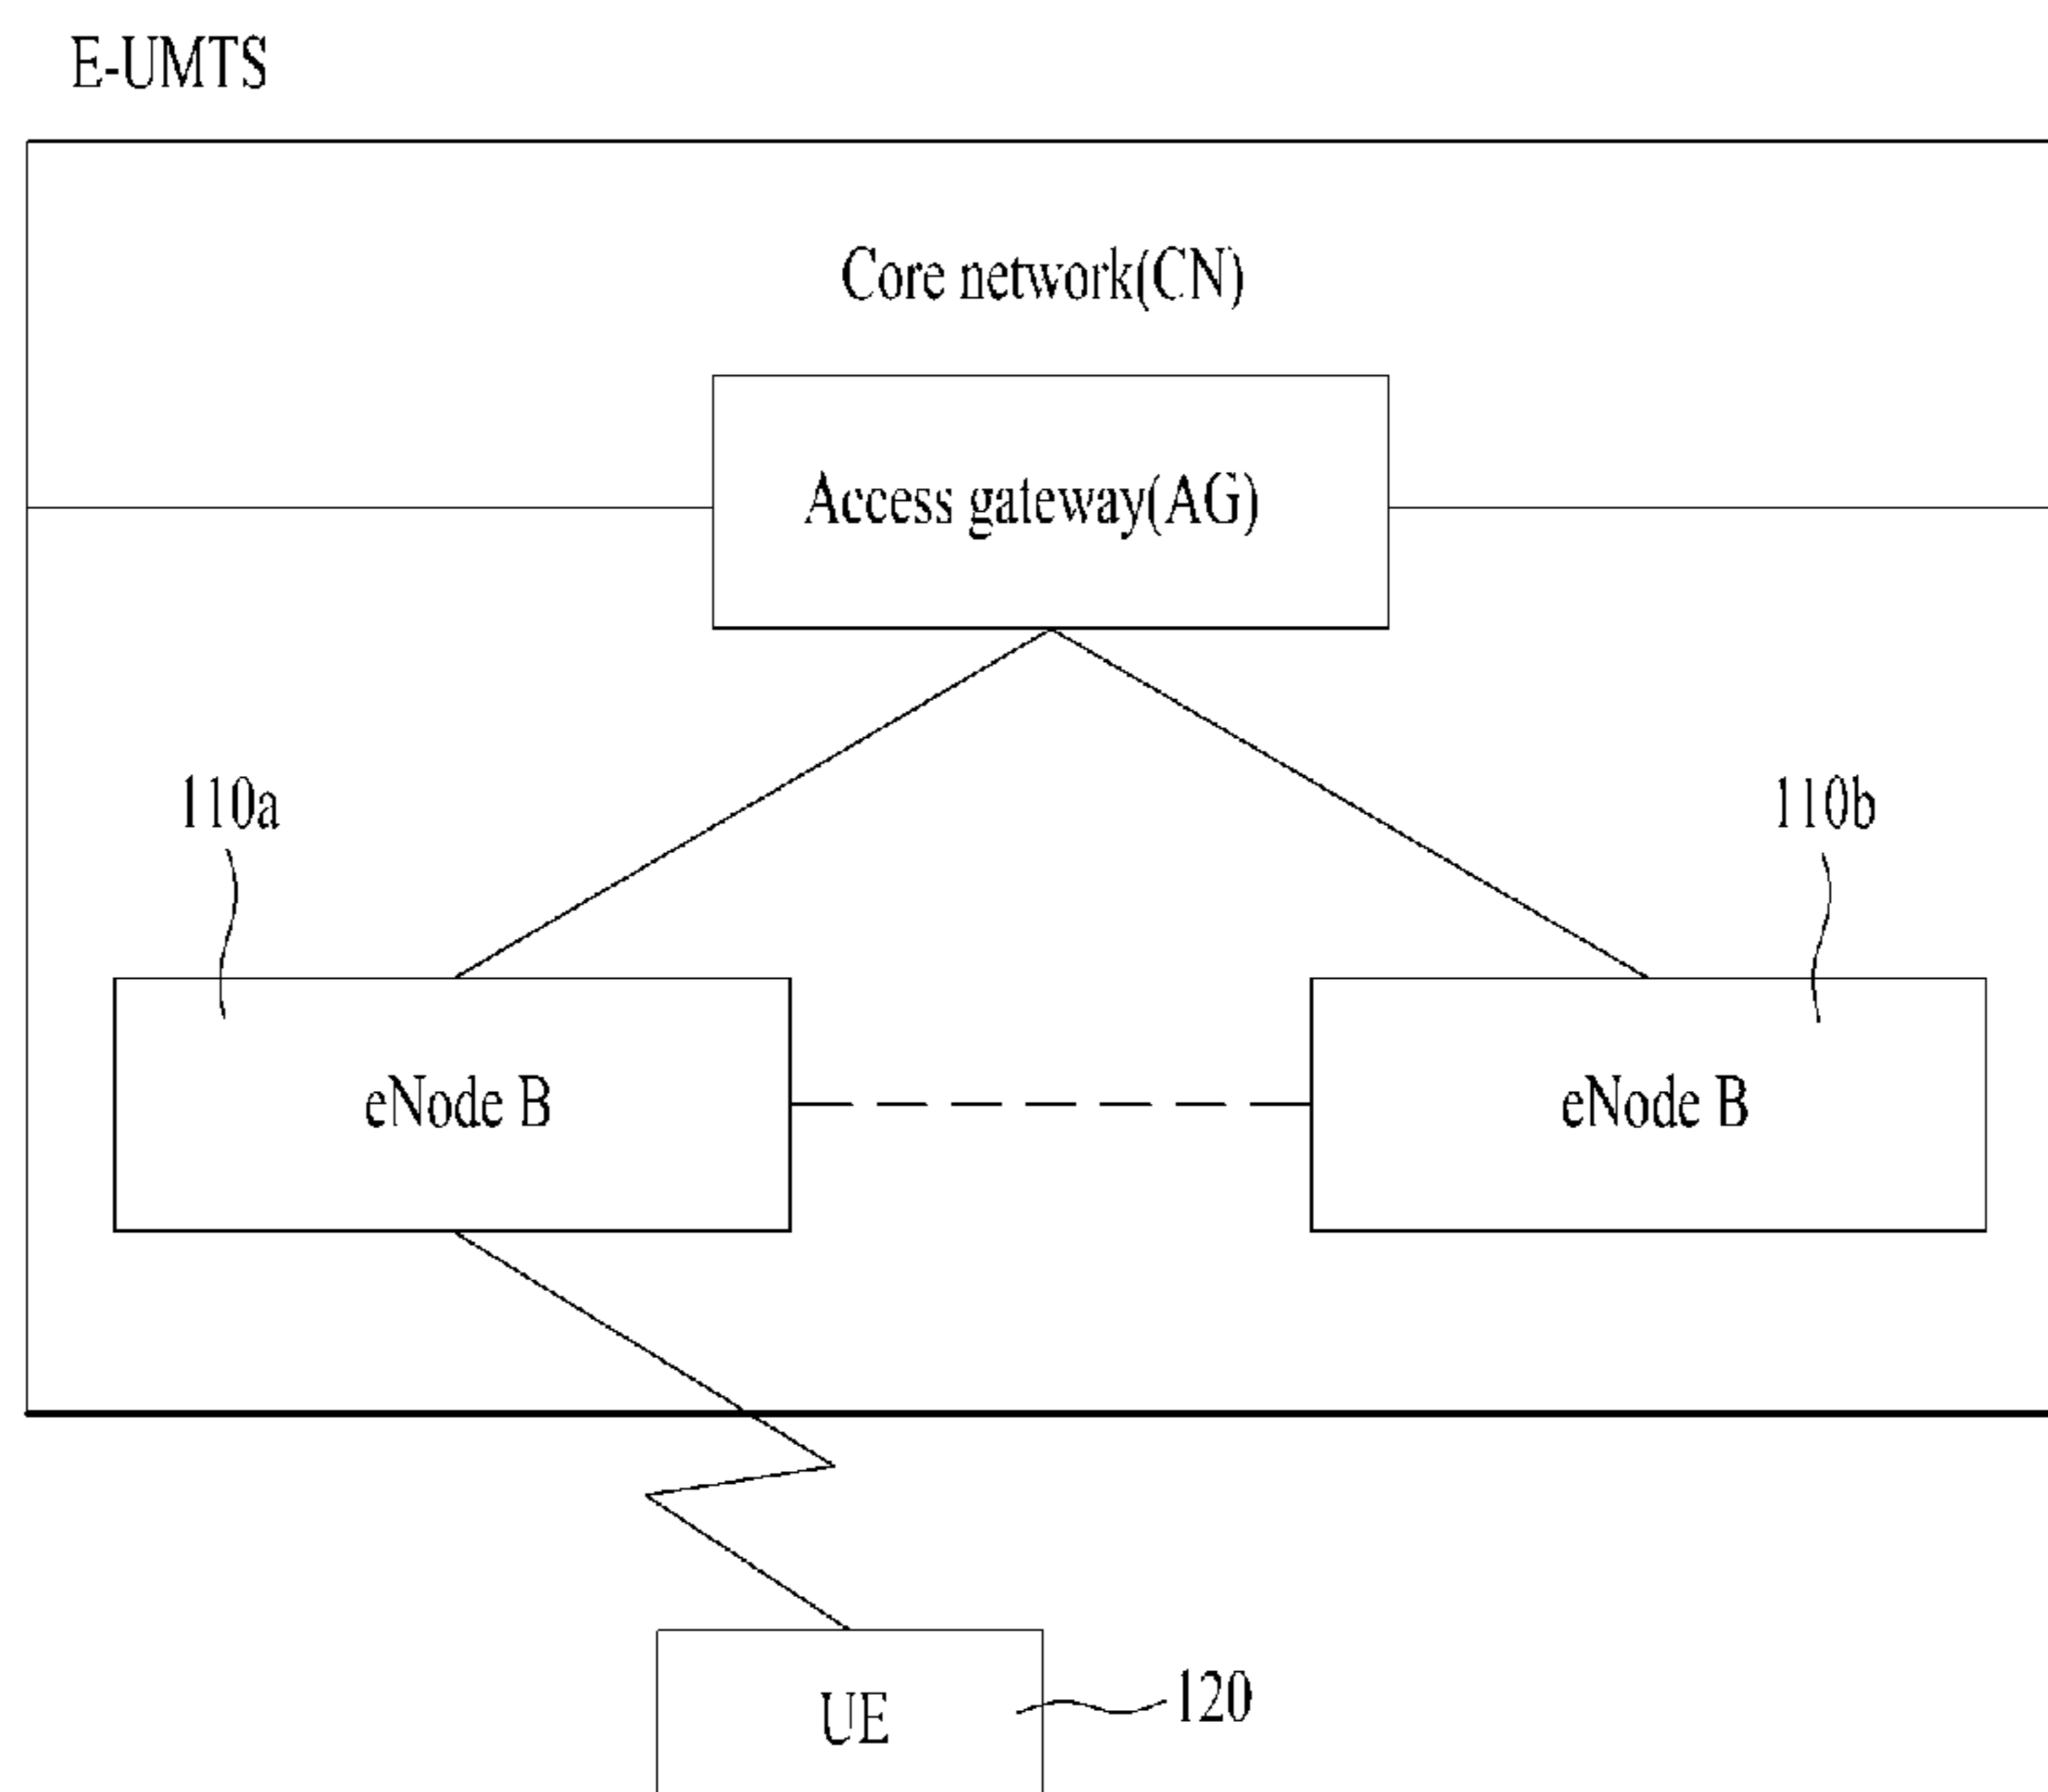 E-UMTS
Core network(CN)
Access gateway(AG)
110a
110b
eNode B
eNode B
UE
120